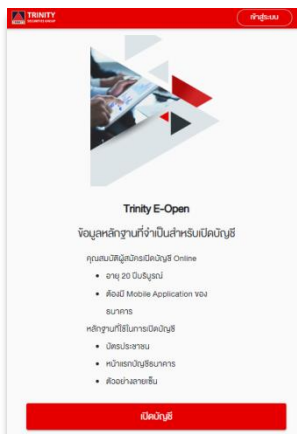 TRINITY
SECURITIES GROUP
เข้าสู่ระบบ
Trinity E-Open
ข้อมูลหลักฐานที่จำเป็นสำหรับเปิดบัญชี
คุณสมบัติผู้สมัครเปิดบัญชี Online
อายุ 20 ปีบริบูรณ์
ต้องมี Mobile Application ของ
ธนาคาร
หลักฐานที่ใช้ในการเปิดบัญชี
บัตรประชาชน
หน้าแรกบัญชีธนาคาร
ตัวอย่างลายเซ็น
เปิดบัญชี